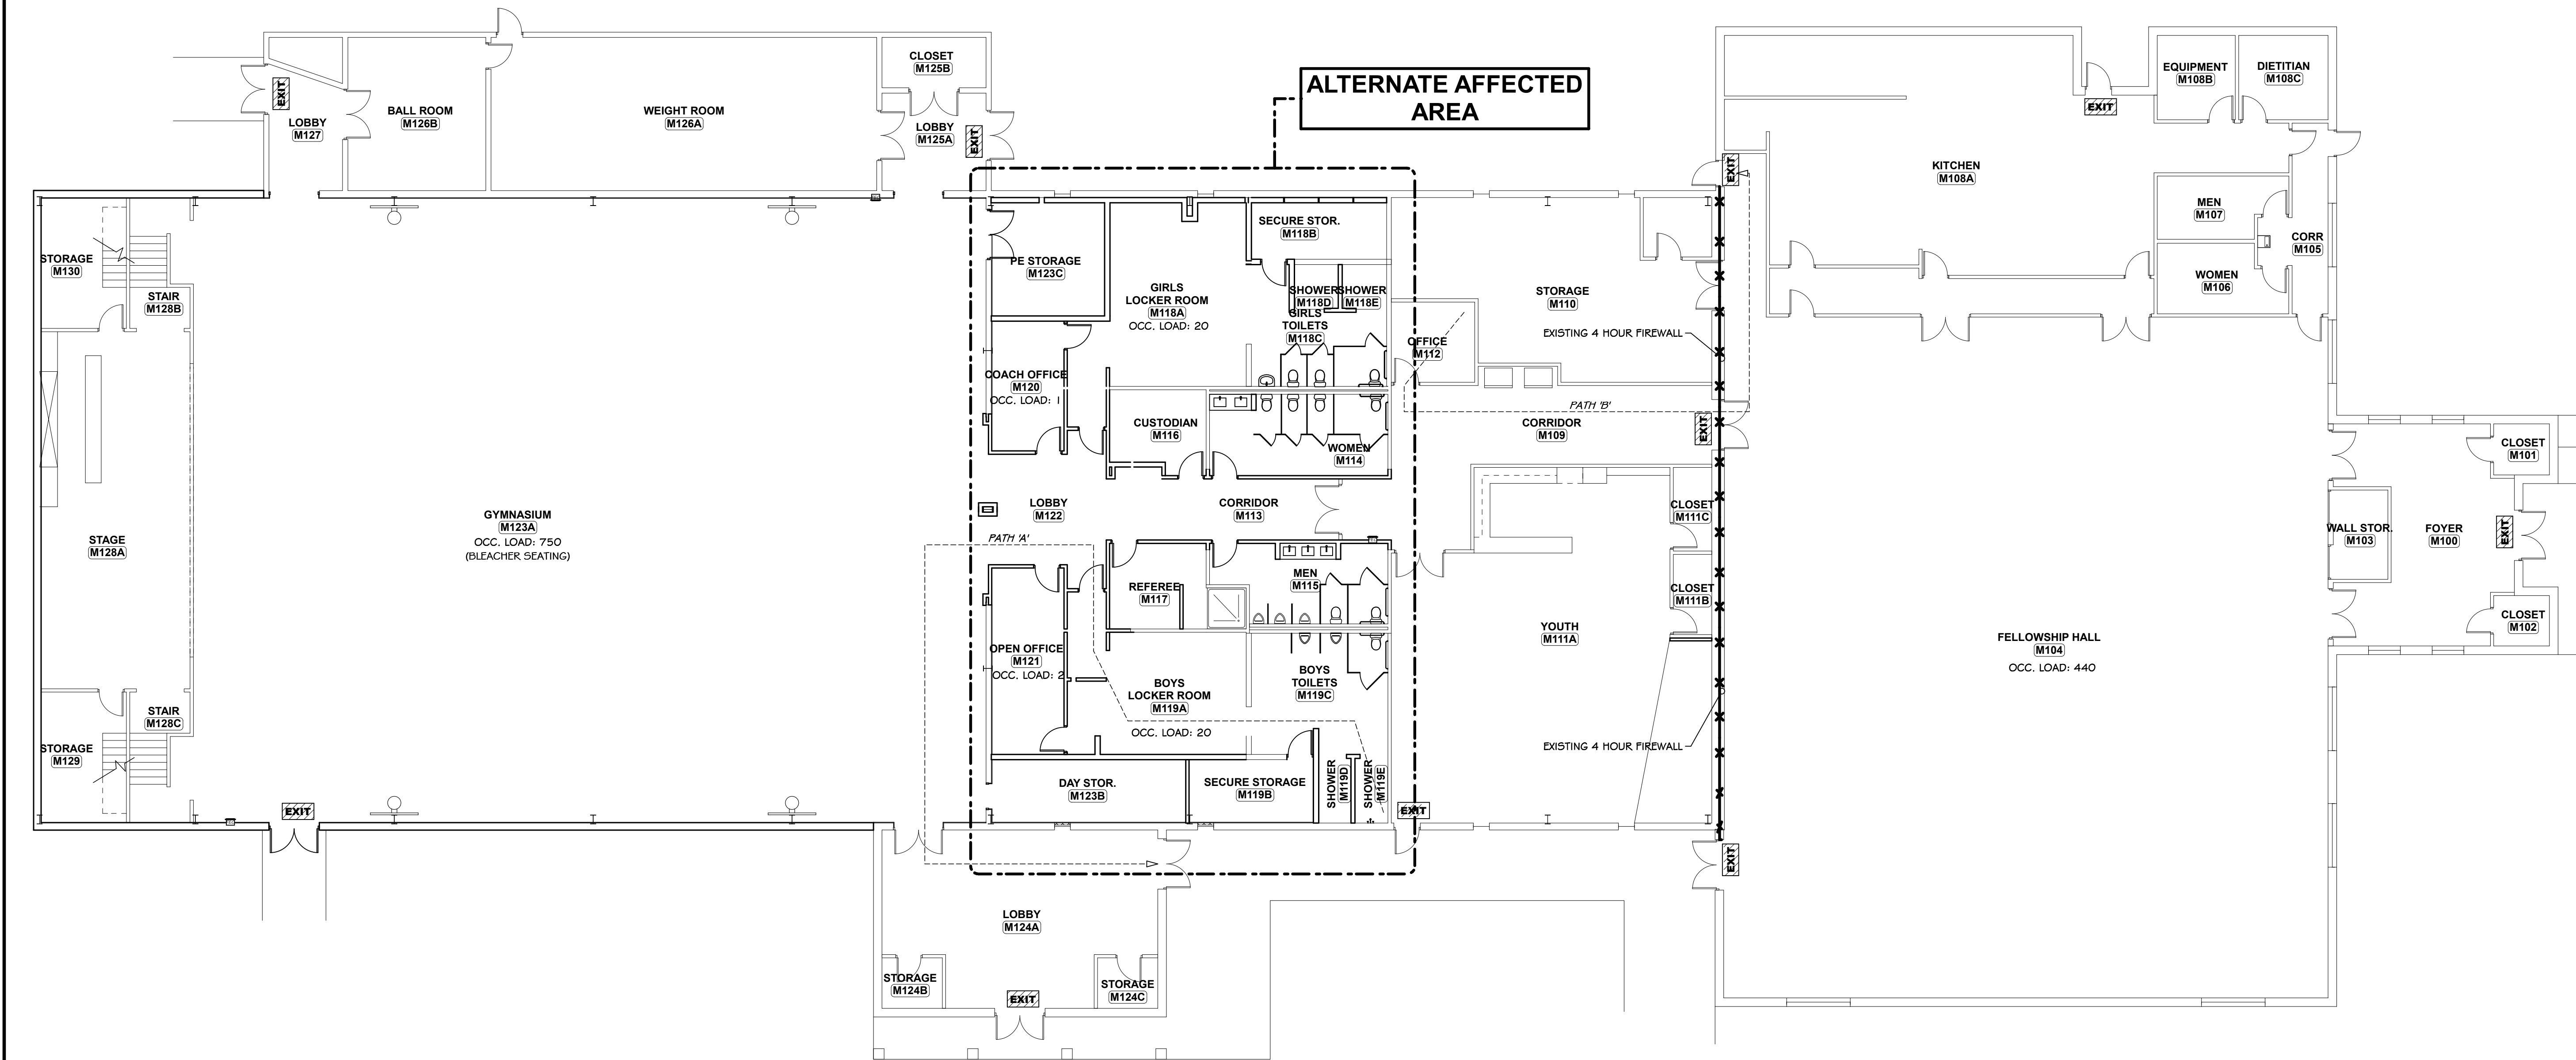 ALTERNATE AFFECTED
AREA
CLOSET
M125B
EXIT
LOBBY
M127
BALL ROOM
M126B
WEIGHT ROOM
M126A
LOBBY
M125A
EXIT
EQUIPMENT
M108B
DIETITIAN
M108C
EXIT
KITCHEN
M108A
EXIT
MEN
M107
CORR
M105
WOMEN
M106
STORAGE
M130
STAIR
M128B
PE STORAGE
M123C
GIRLS
LOCKER ROOM
M118A
OCC. LOAD: 20
SECURE STOR.
M118B
SHOWER
M118D
SHOWER
M118E
GIRLS
TOILETS
M118C
STORAGE
M110
EXISTING 4 HOUR FIREWALL
OFFICE
M112
COACH OFFICE
M120
OCC. LOAD: 1
CUSTODIAN
M116
WOMEN
M114
PATH 'B'
CORRIDOR
M109
EXIT
CLOSET
M101
LOBBY
M122
CORRIDOR
M113
CLOSET
M111C
GYMNASIUM
M123A
OCC. LOAD: 750
(BLEACHER SEATING)
STAGE
M128A
PATH 'A'
WALL STOR.
M103
FOYER
M100
EXIT
REFEREE
M117
MEN
M115
CLOSET
M111B
CLOSET
M102
YOUTH
M111A
FELLOWSHIP HALL
M104
OCC. LOAD: 440
OPEN OFFICE
M121
OCC. LOAD: 2
BOYS
LOCKER ROOM
M119A
OCC. LOAD: 20
BOYS
TOILETS
M119C
STAIR
M128C
STORAGE
M129
EXISTING 4 HOUR FIREWALL
DAY STOR.
M123B
SECURE STORAGE
M119B
SHOWER
M119D
SHOWER
M119E
EXIT
EXIT
EXIT
LOBBY
M124A
STORAGE
M124B
STORAGE
M124C
EXIT